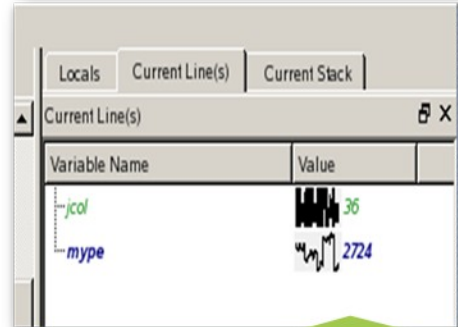 Locals Current Line(s) Current Stack
Current Line(s)
Variable Name Value
jcol 36
mype 2724